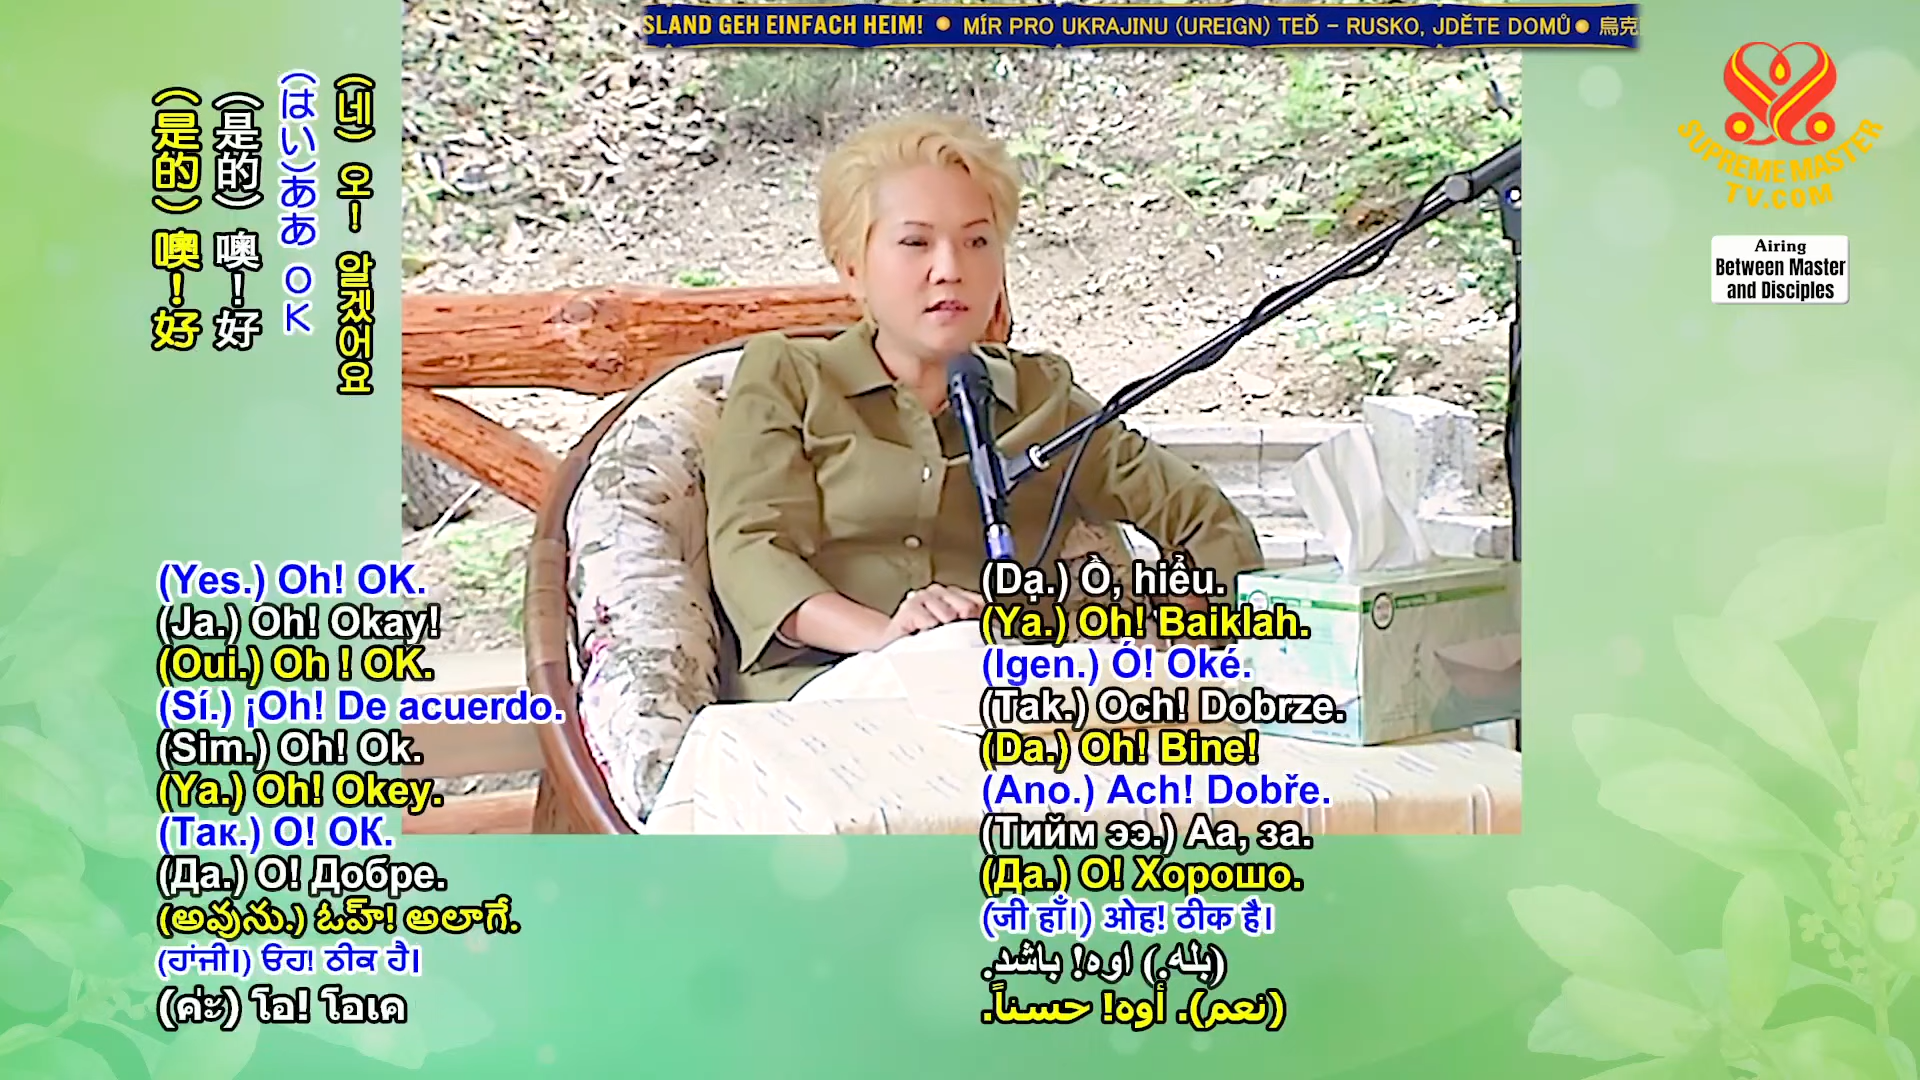 SLAND GEH EINFACH HEIM! • MÍR PRO UKRAJINU (UREIGN) TEĎ – RUSKO, JDĚTE DOMŮ • 烏克
SUPREME MASTER
TV.COM
Airing
Between Master
and Disciples
(네) 오! 알겠어요
(はい)ああ OK
(是的) 噢!好
(是的) 噢!好
(Yes.) Oh! OK.
(Ja.) Oh! Okay!
(Oui.) Oh ! OK.
(Sí.) ¡Oh! De acuerdo.
(Sim.) Oh! Ok.
(Ya.) Oh! Okey.
(Так.) О! ОК.
(Да.) О! Добре.
(అవును.) ఓహ్! అలాగే.
(ਹਾਂਜੀ।) ਓਹ! ਠੀਕ ਹੈ।
(ค่ะ) โอ! โอเค
(Dạ.) Ồ, hiểu.
(Ya.) Oh! Baiklah.
(Igen.) Ó! Oké.
(Tak.) Och! Dobrze.
(Da.) Oh! Bine!
(Ano.) Ach! Dobře.
(Тийм ээ.) Аа, за.
(Да.) О! Хорошо.
(जी हाँ।) ओह! ठीक है।
(بله.) اوه! باشد.
(نعم). أوه! حسناً.